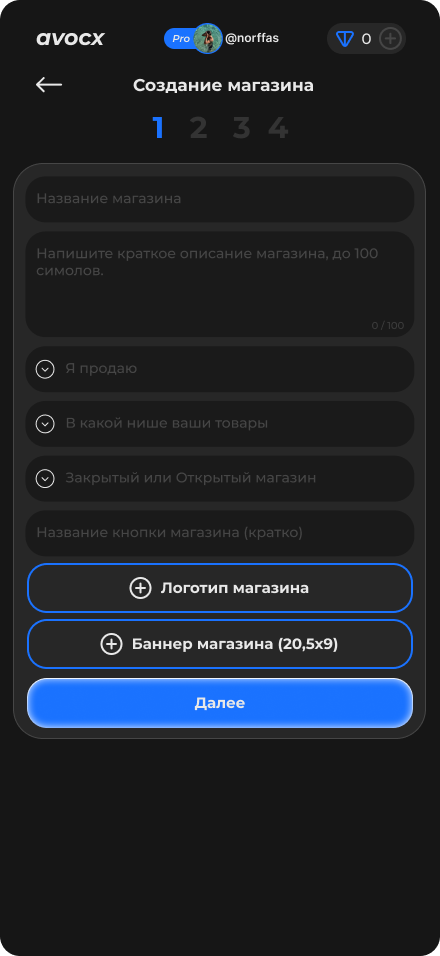 avocx
Pro @norffas
0
Создание магазина
1 2 3 4
Название магазина
Напишите краткое описание магазина, до 100
симолов.
0 / 100
Я продаю
В какой нише ваши товары
Закрытый или Открытый магазин
Название кнопки магазина (кратко)
Логотип магазина
Баннер магазина (20,5x9)
Далее